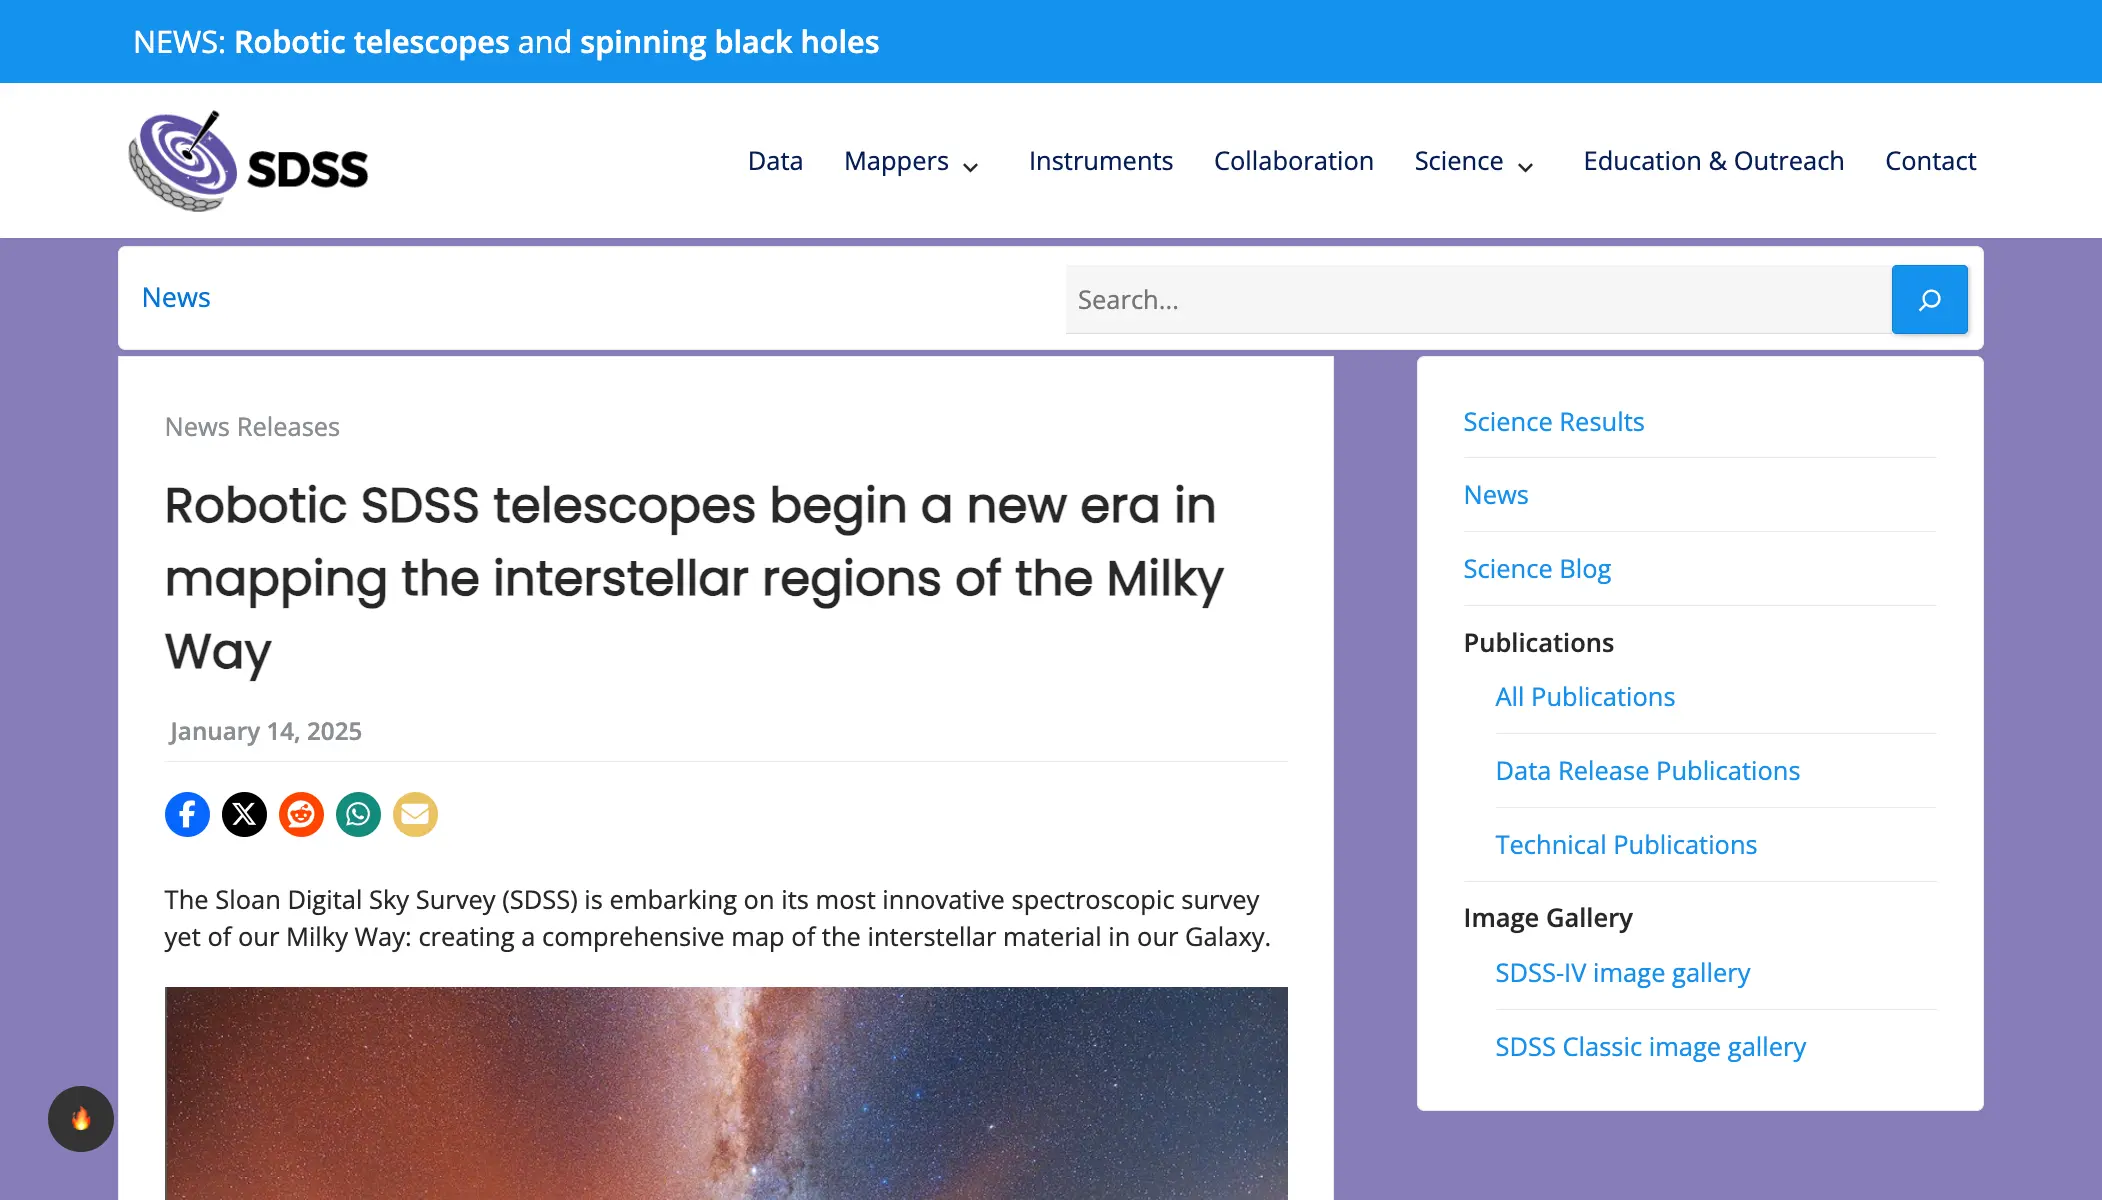 NEWS: Robotic telescopes and spinning black holes
SDSS
Data Mappers Instruments Collaboration Science Education & Outreach Contact
News
Search...
News Releases
Robotic SDSS telescopes begin a new era in
mapping the interstellar regions of the Milky
Way
January 14, 2025
The Sloan Digital Sky Survey (SDSS) is embarking on its most innovative spectroscopic survey
yet of our Milky Way: creating a comprehensive map of the interstellar material in our Galaxy.
Science Results
News
Science Blog
Publications
All Publications
Data Release Publications
Technical Publications
Image Gallery
SDSS-IV image gallery
SDSS Classic image gallery